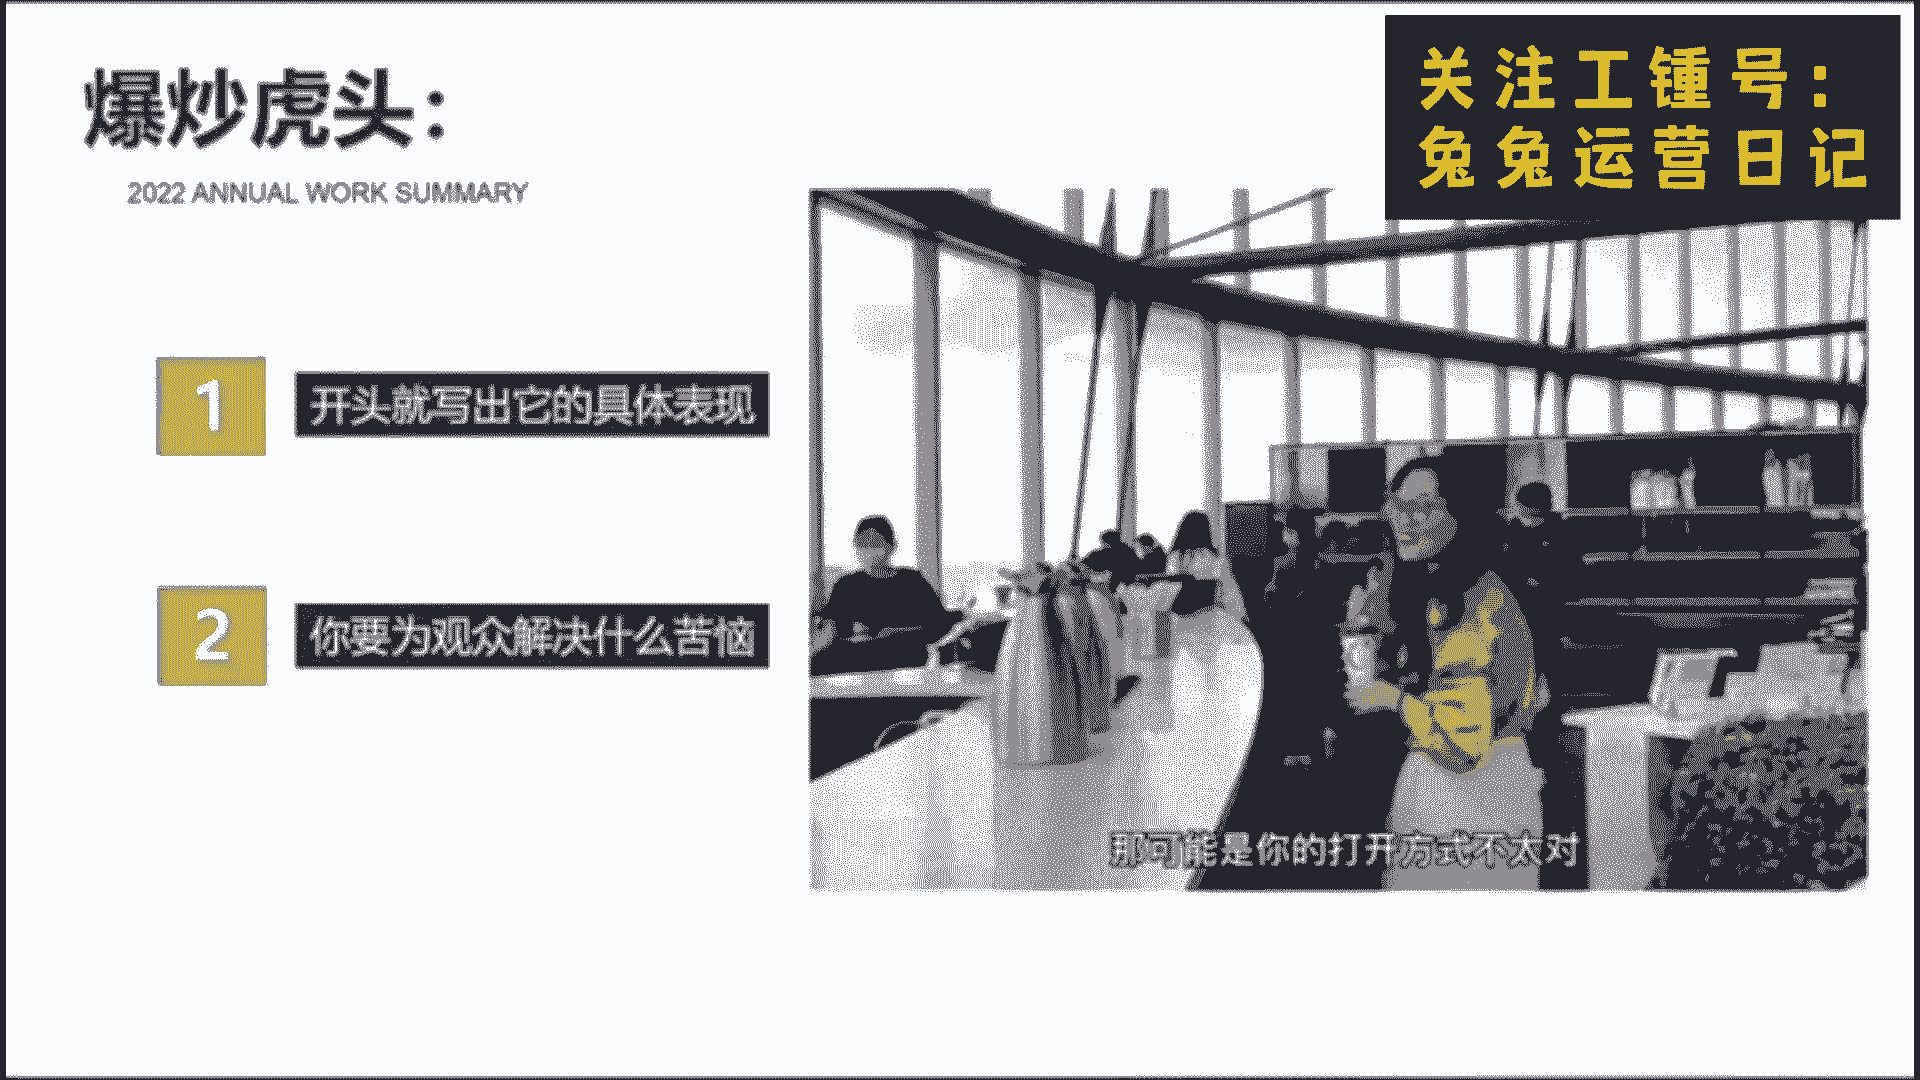 爆炒虎头：
2022 ANNUAL WORK SUMMARY
关注工锺号：
兔兔运营日记
1
开头就写出它的具体表现
2
你要为观众解决什么苦恼
那可能是你的打开方式不太对